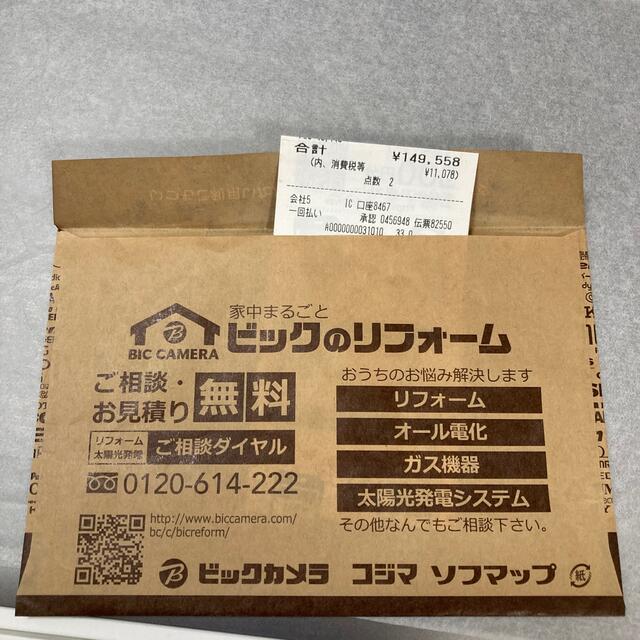 合計 ¥149,558
(内、消費税等 ¥11,078)
点数 2
会社5 IC 口座8467
一回払い 承認 0456948 伝票82550
A0000000031010 33.0
家中まるごと
BIC CAMERA ビックのリフォーム
ご相談・お見積り 無料
リフォーム
太陽光発電
ご相談ダイヤル
0120-614-222
http://www.biccamera.com/
bc/c/bicreform/
おうちのお悩み解決します
リフォーム
オール電化
ガス機器
太陽光発電システム
その他なんでもご相談下さい。
ビックカメラ コジマ ソフマップ
紙